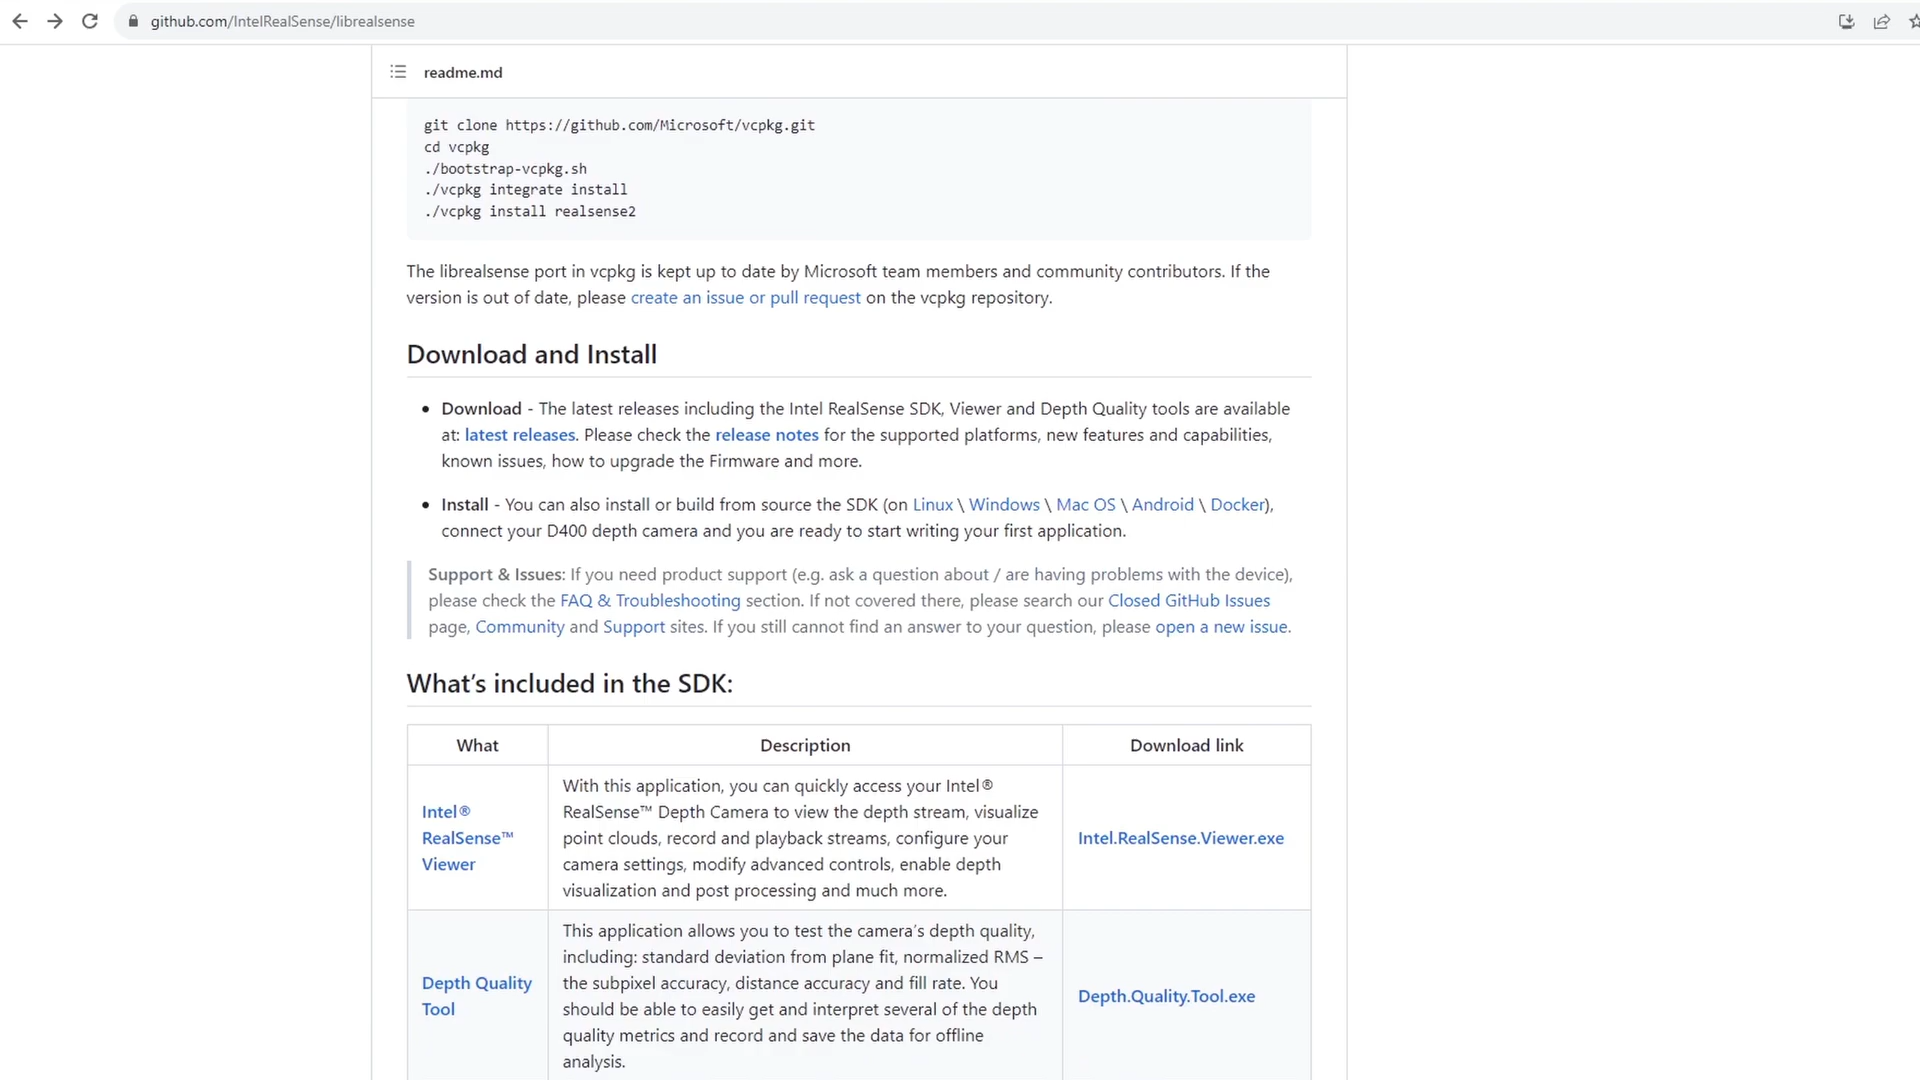 github.com/IntelRealSense/librealsense
readme.md
git clone https://github.com/Microsoft/vcpkg.git
cd vcpkg
./bootstrap-vcpkg.sh
./vcpkg integrate install
./vcpkg install realsense2
The librealsense port in vcpkg is kept up to date by Microsoft team members and community contributors. If the
version is out of date, please create an issue or pull request on the vcpkg repository.
Download and Install
• Download - The latest releases including the Intel RealSense SDK, Viewer and Depth Quality tools are available
at: latest releases. Please check the release notes for the supported platforms, new features and capabilities,
known issues, how to upgrade the Firmware and more.
• Install - You can also install or build from source the SDK (on Linux \ Windows \ Mac OS \ Android \ Docker),
connect your D400 depth camera and you are ready to start writing your first application.
Support & Issues: If you need product support (e.g. ask a question about / are having problems with the device),
please check the FAQ & Troubleshooting section. If not covered there, please search our Closed GitHub Issues
page, Community and Support sites. If you still cannot find an answer to your question, please open a new issue.
What's included in the SDK:
What Description Download link
Intel®
RealSense™
Viewer
With this application, you can quickly access your Intel®
RealSense™ Depth Camera to view the depth stream, visualize
point clouds, record and playback streams, configure your
camera settings, modify advanced controls, enable depth
visualization and post processing and much more.
Intel.RealSense.Viewer.exe
Depth Quality
Tool
This application allows you to test the camera's depth quality,
including: standard deviation from plane fit, normalized RMS –
the subpixel accuracy, distance accuracy and fill rate. You
should be able to easily get and interpret several of the depth
quality metrics and record and save the data for offline
analysis.
Depth.Quality.Tool.exe